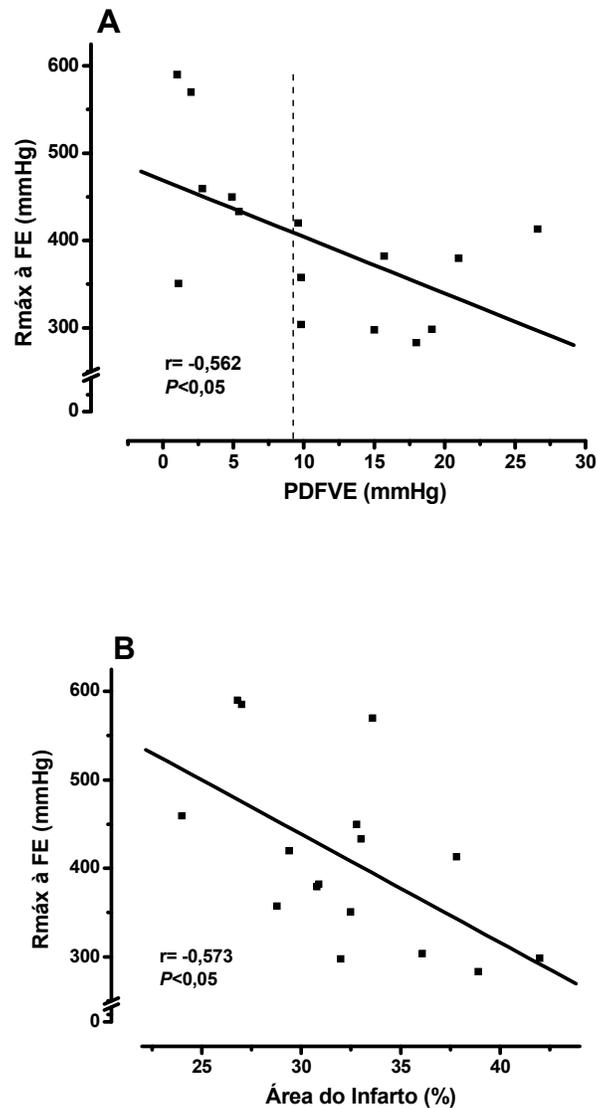 A
Rmáx à FE (mmHg)
600
500
400
300
0
r= -0,562
P<0,05
0 5 10 15 20 25 30
PDFVE (mmHg)
B
Rmáx à FE (mmHg)
600
500
400
300
0
r= -0,573
P<0,05
25 30 35 40
Área do Infarto (%)